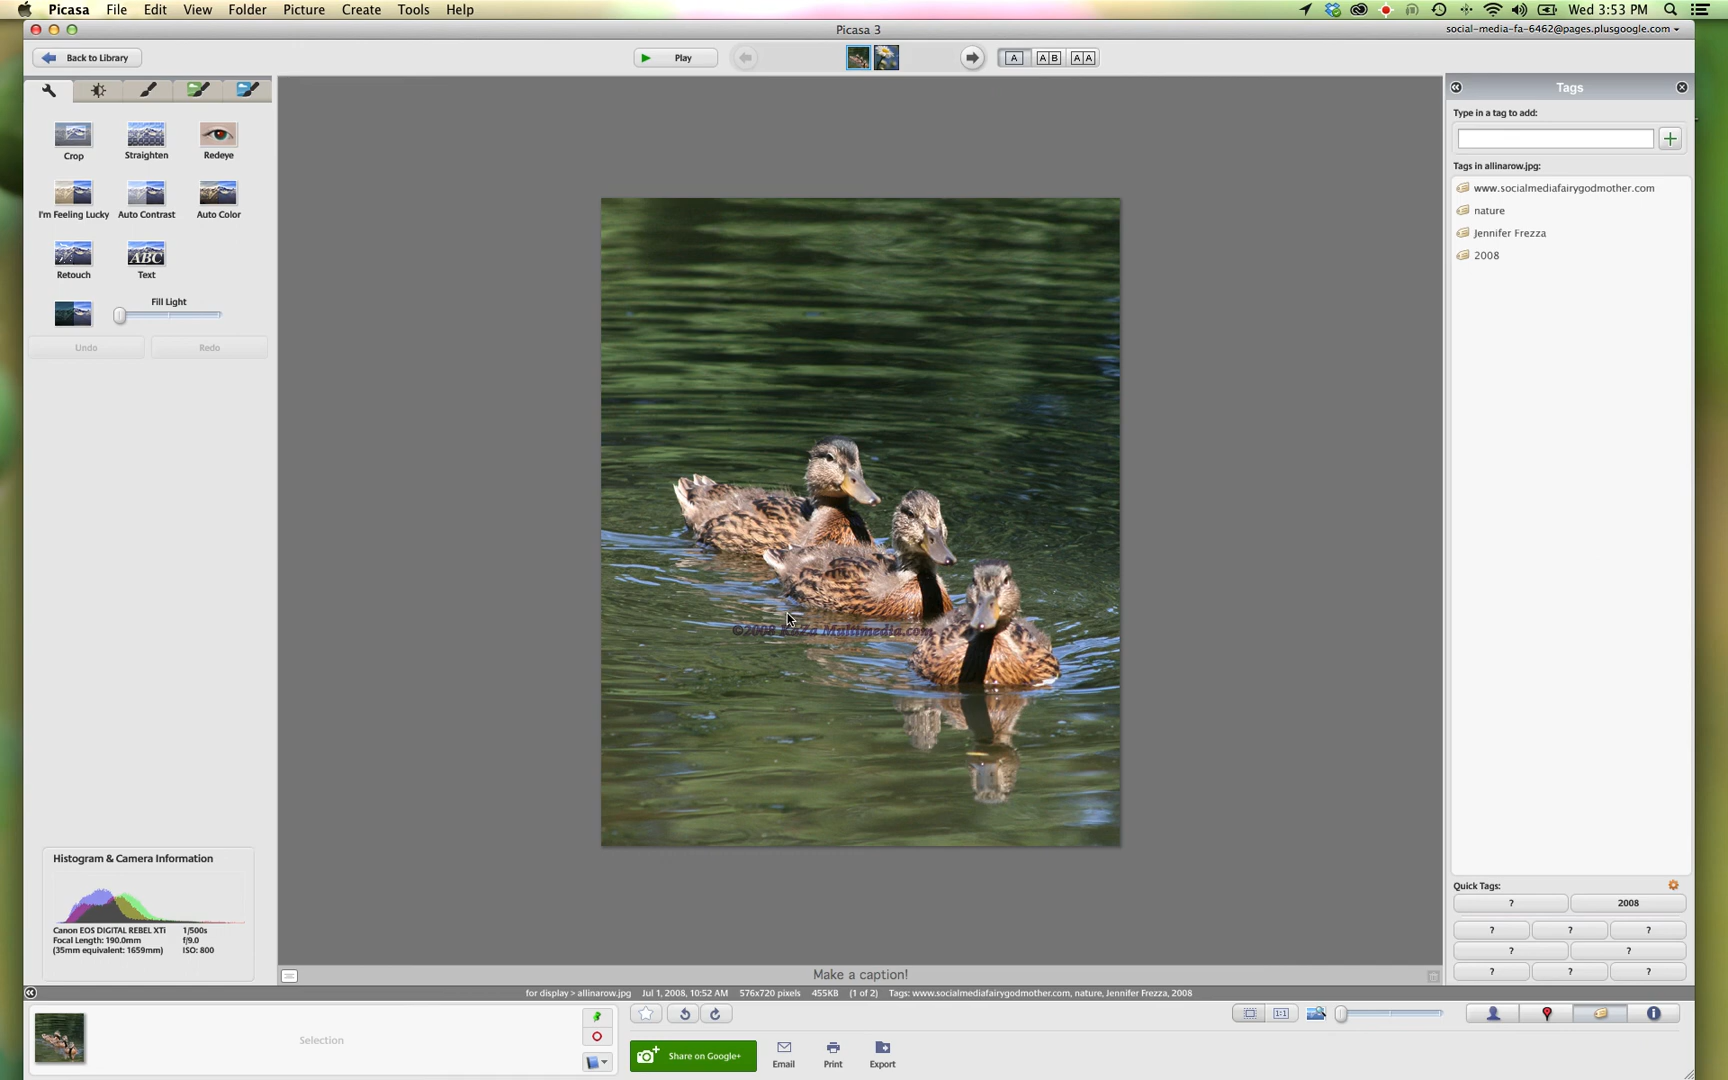 Picasa File Edit View Folder Picture Create Tools Help Wed 3:53 PM
Picasa 3
social-media-fa-6462@pages.plusgoogle.com
Back to Library
Play
A AB AA
Crop Straighten Redeye
I'm Feeling Lucky Auto Contrast Auto Color
ABC
Retouch Text
Fill Light
Undo Redo
Histogram & Camera Information
Canon EOS DIGITAL REBEL XTi 1/500s
Focal Length: 190.0mm f/9.0
(35mm equivalent: 1659mm) ISO: 800
©2008 KaZa Multimedia.com
Tags
Type in a tag to add:
Tags in allinarow.jpg:
www.socialmediafairygodmother.com
nature
Jennifer Frezza
2008
Quick Tags:
? 2008
? ? ?
? ?
? ? ?
Make a caption!
for display > allinarow.jpg Jul 1, 2008, 10:52 AM 576x720 pixels 455KB (1 of 2) Tags: www.socialmediafairygodmother.com, nature, Jennifer Frezza, 2008
Selection
1:1
Share on Google+
Email Print Export